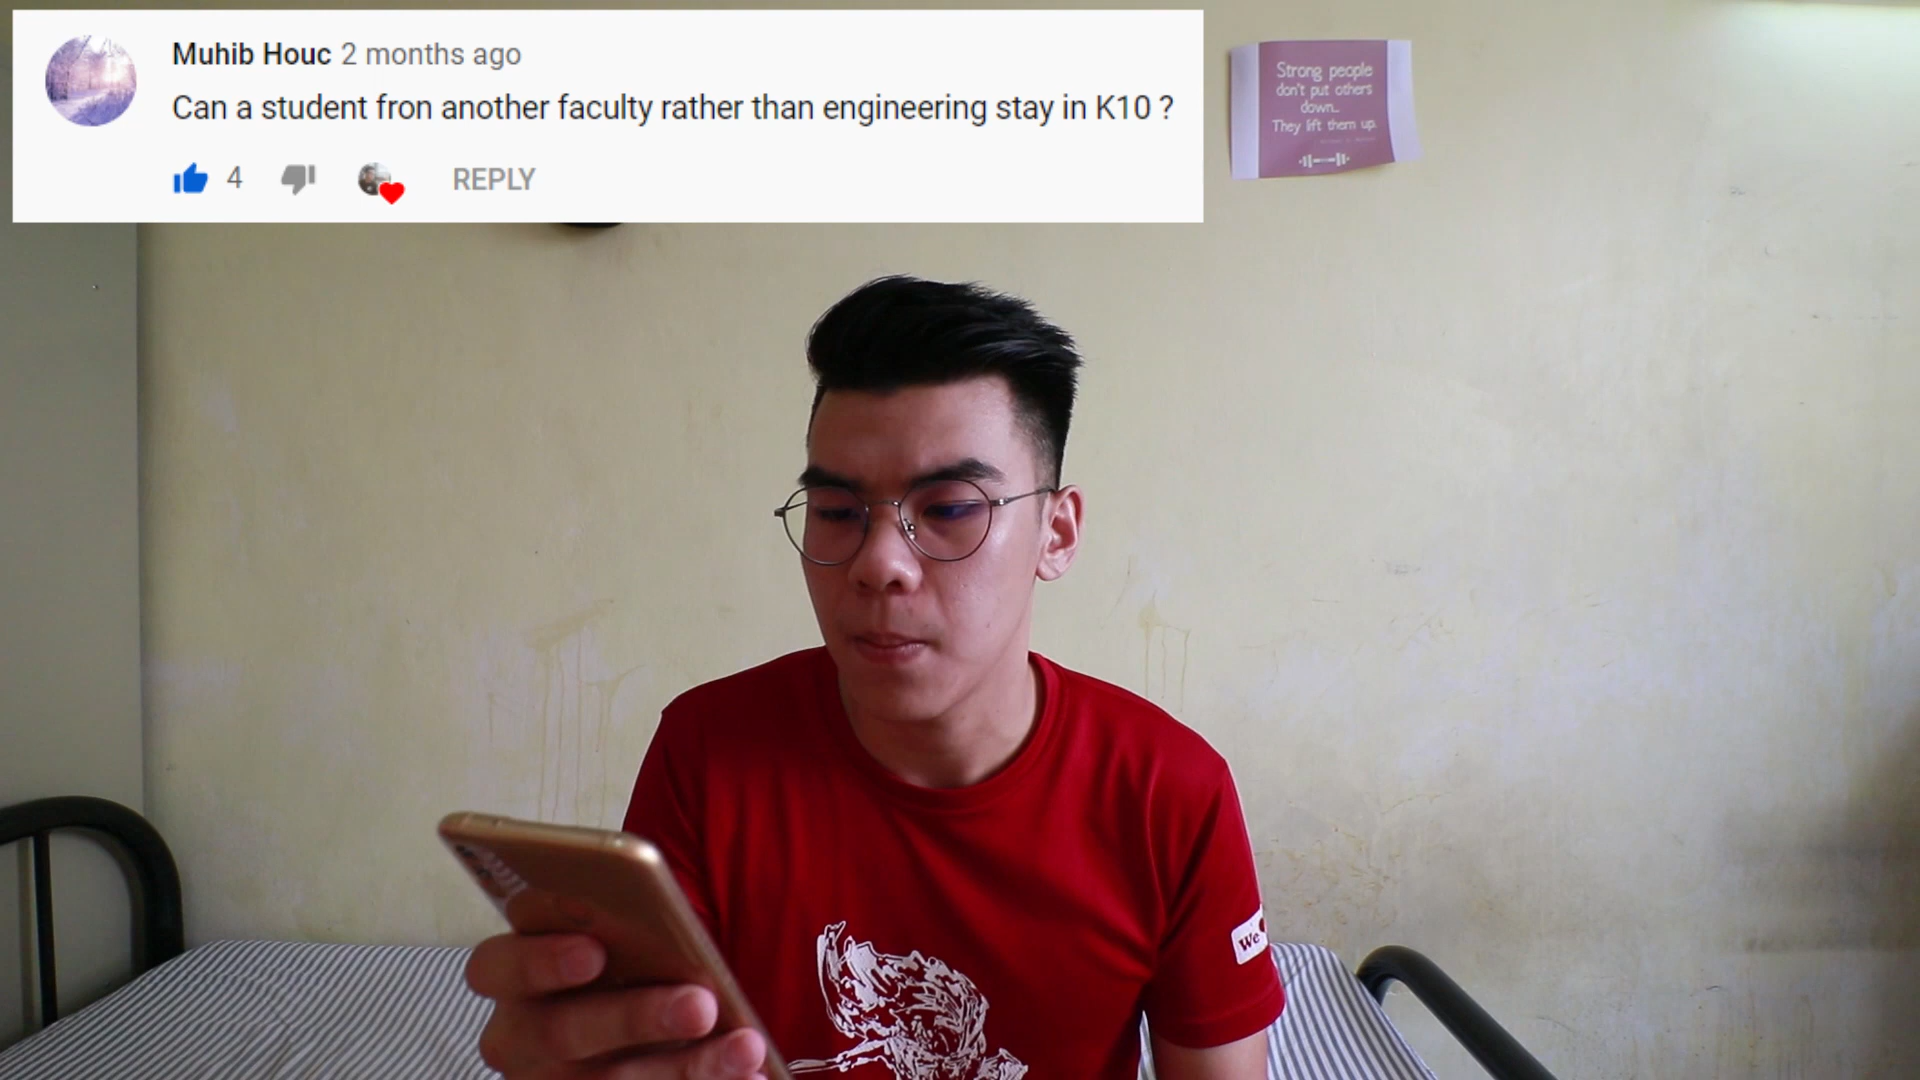 Muhib Houc 2 months ago
Can a student fron another faculty rather than engineering stay in K10 ?
4
REPLY
Strong people
don't put others
down...
They lift them up.
We